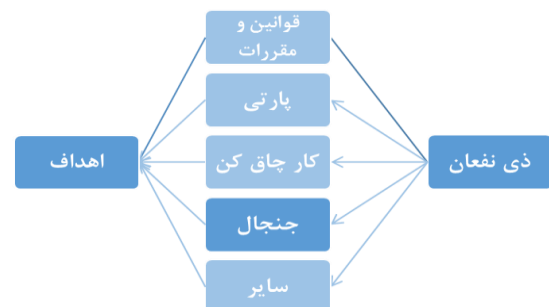 قوانین و
مقررات
پارتی
ذی نفعان
کار چاق کن
اهداف
جنجال
سایر